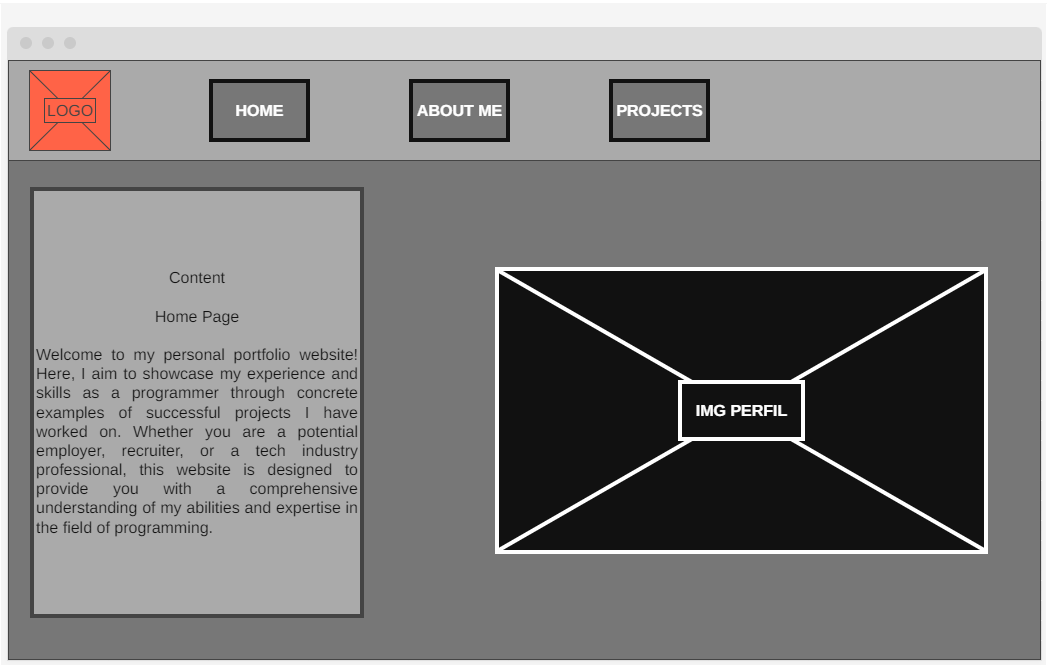 LOGO
HOME
ABOUT ME
PROJECTS
Content
Home Page
Welcome to my personal portfolio website!
Here, I aim to showcase my experience and
skills as a programmer through concrete
examples of successful projects I have
worked on. Whether you are a potential
employer, recruiter, or a tech industry
professional, this website is designed to
provide you with a comprehensive
understanding of my abilities and expertise in
the field of programming.
IMG PERFIL